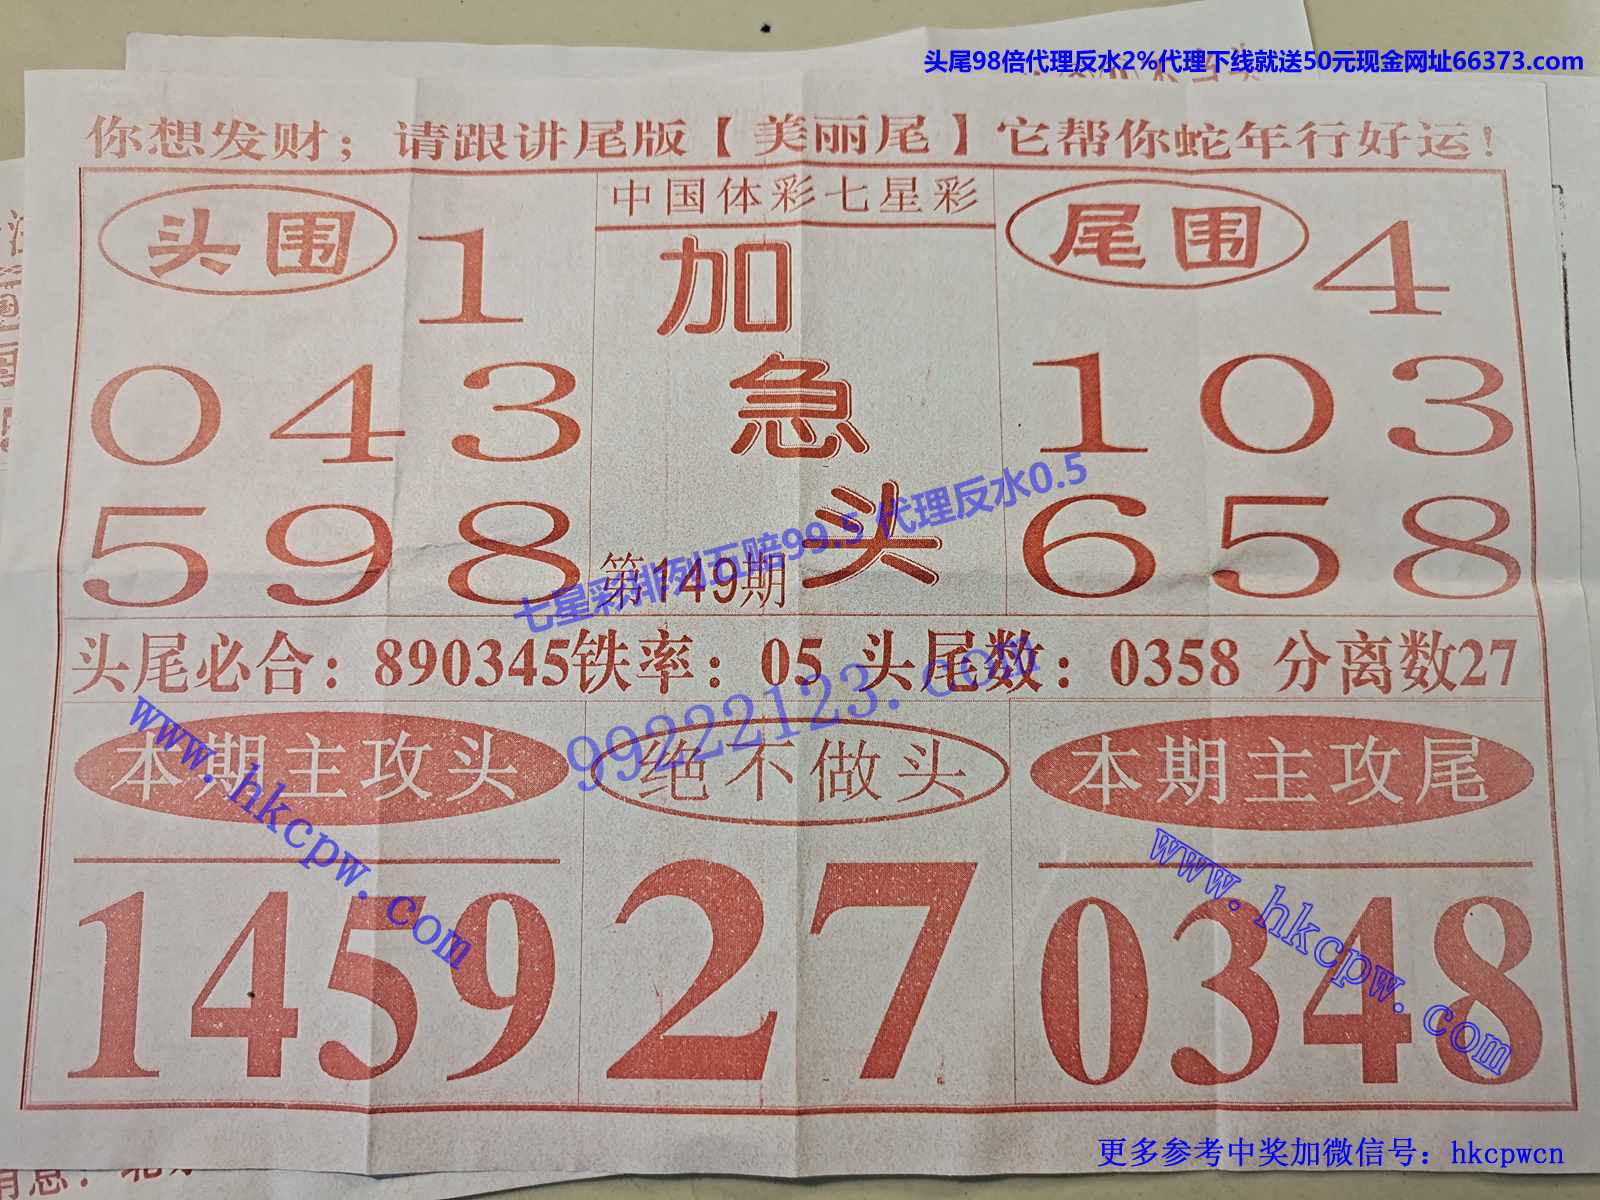 头尾98倍代理反水2%代理下线就送50元现金网址66373.com
你想发财；请跟讲尾版【美丽尾】它帮你蛇年行好运！
中国体彩七星彩
头围 1
043
598
加
急
头
第149期
尾围 4
103
658
七星彩排列五赔99.5 代理反水0.5
头尾必合：890345铁率：05 头尾数：0358 分离数27
99222123.com
本期主攻头
1459
绝不做头
27
本期主攻尾
0348
www.hkcpw.com
www.hkcpw.com
更多参考中奖加微信号：hkcpwcn